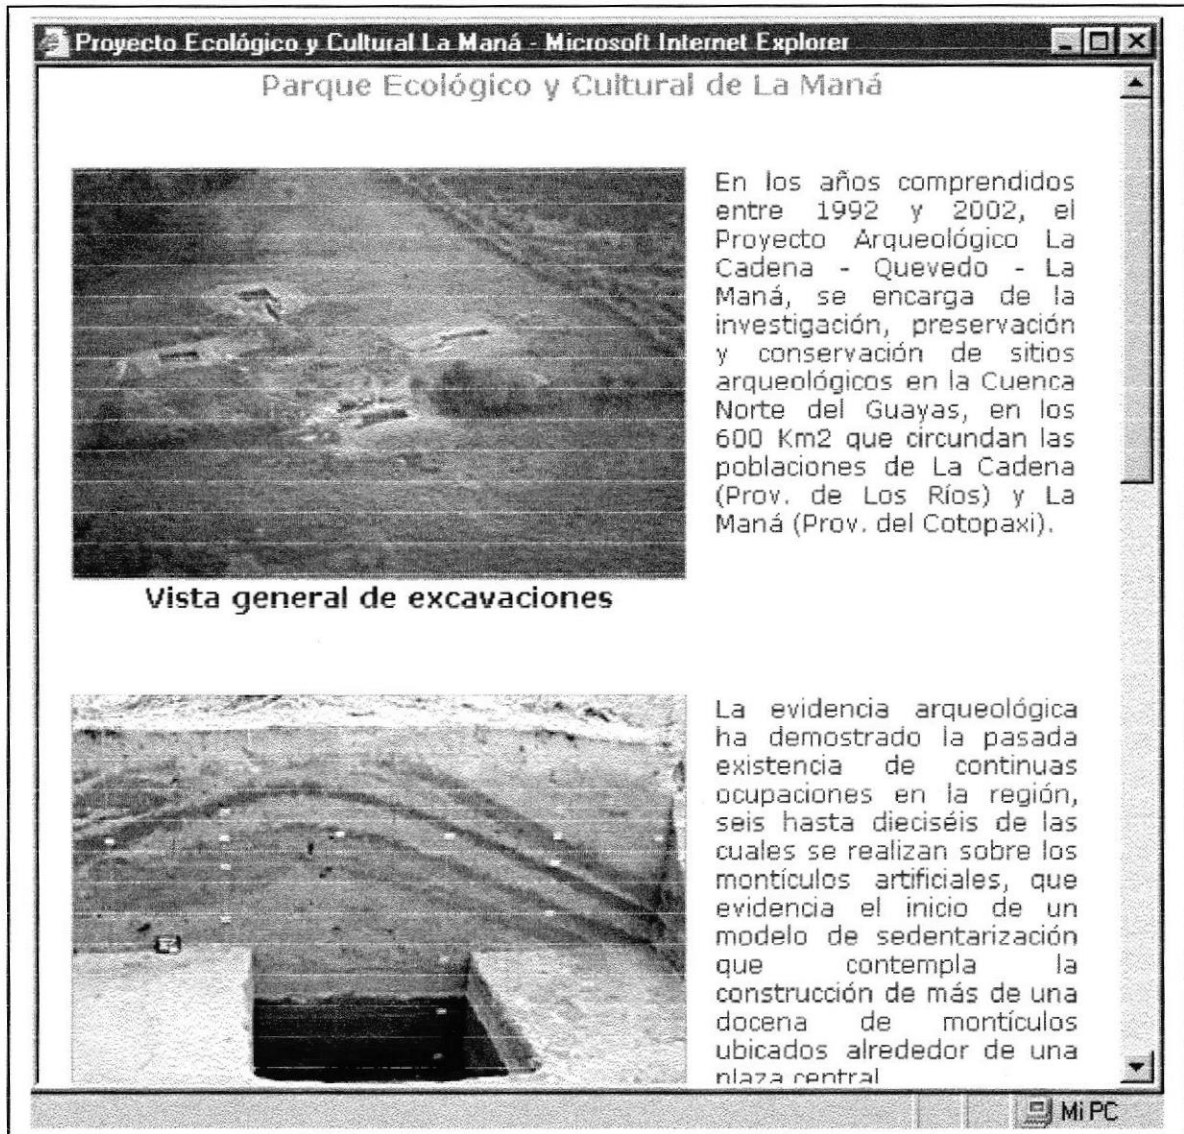 Proyecto Ecológico y Cultural La Maná - Microsoft Internet Explorer
Parque Ecológico y Cultural de La Maná
En los años comprendidos
entre 1992 y 2002, el
Proyecto Arqueológico La
Cadena - Quevedo - La
Maná, se encarga de la
investigación, preservación
y conservación de sitios
arqueológicos en la Cuenca
Norte del Guayas, en los
600 Km2 que circundan las
poblaciones de La Cadena
(Prov. de Los Ríos) y La
Maná (Prov. del Cotopaxi).
Vista general de excavaciones
La evidencia arqueológica
ha demostrado la pasada
existencia de continuas
ocupaciones en la región,
seis hasta dieciséis de las
cuales se realizan sobre los
montículos artificiales, que
evidencia el inicio de un
modelo de sedentarización
que contempla la
construcción de más de una
docena de montículos
ubicados alrededor de una
plaza central
Mi PC